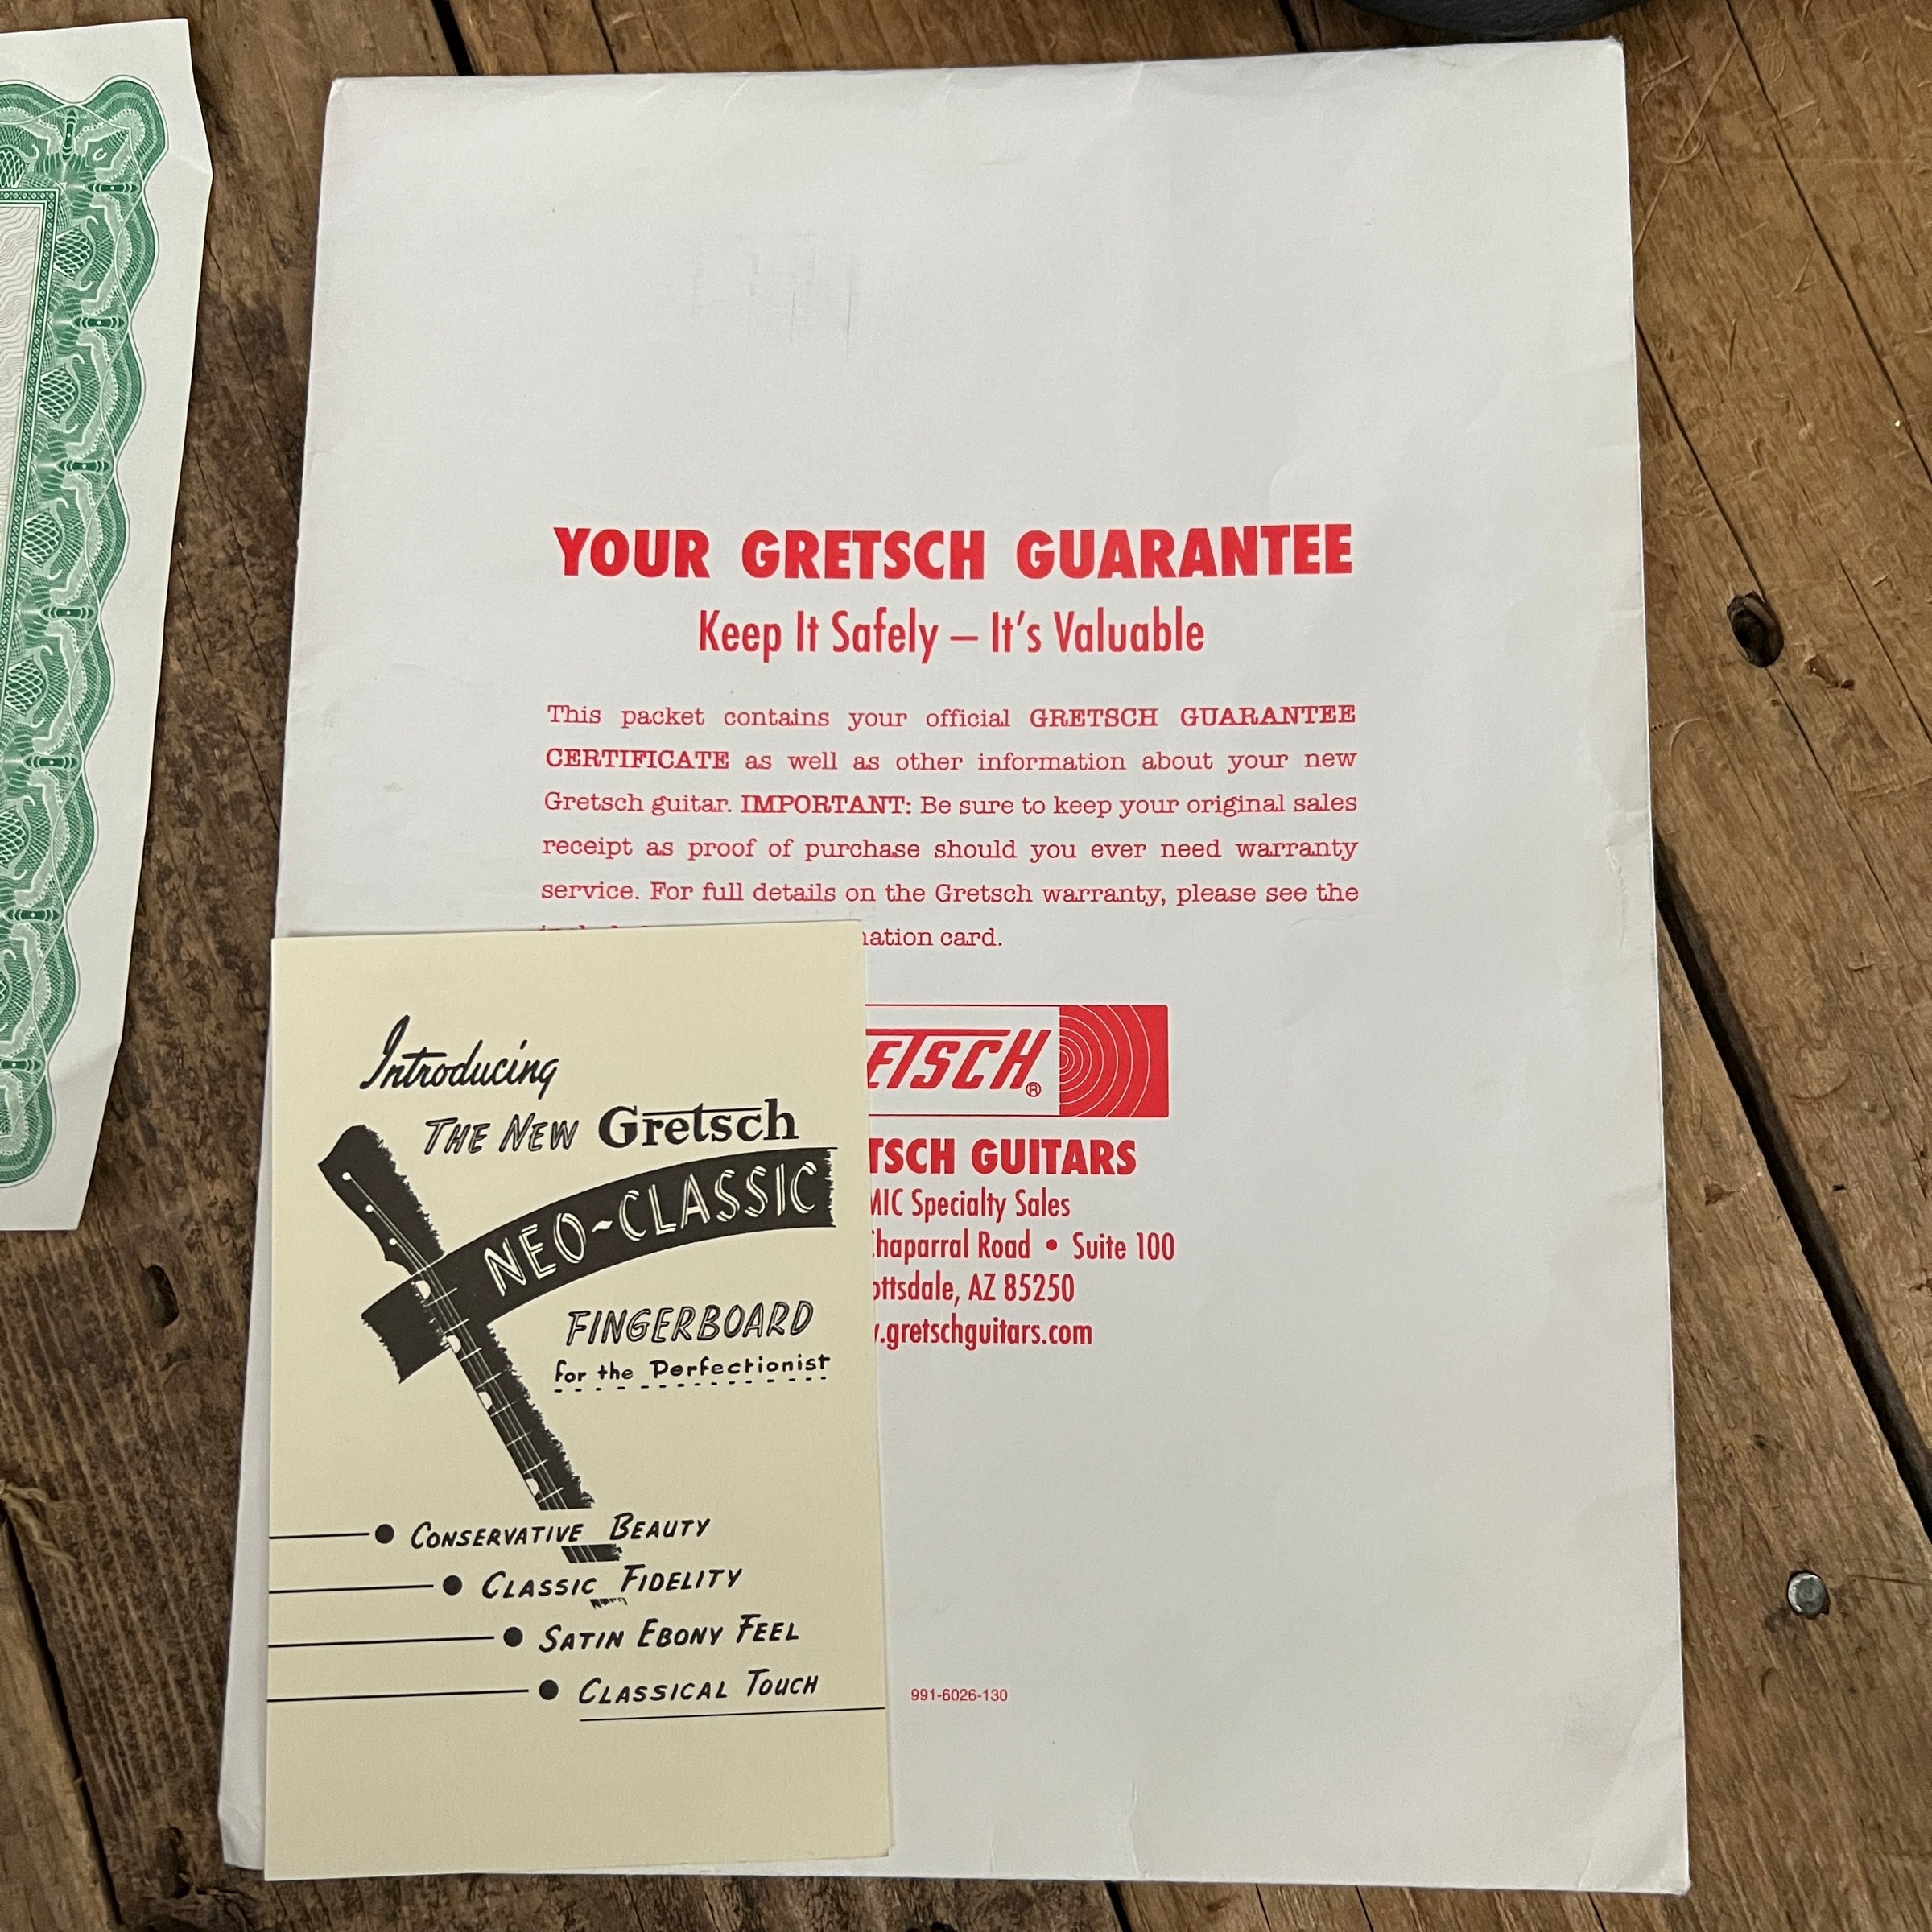 YOUR GRETSCH GUARANTEE
Keep It Safely – It's Valuable
This packet contains your official GRETSCH GUARANTEE
CERTIFICATE as well as other information about your new
Gretsch guitar. IMPORTANT: Be sure to keep your original sales
receipt as proof of purchase should you ever need warranty
service. For full details on the Gretsch warranty, please see the
card.
ETSCH®
TSCH GUITARS
MIC Specialty Sales
Chaparral Road • Suite 100
ottsdale, AZ 85250
.gretschguitars.com
991-6026-130
Introducing
THE NEW Gretsch
NEO-CLASSIC
FINGERBOARD
for the Perfectionist
CONSERVATIVE BEAUTY
CLASSIC FIDELITY
SATIN EBONY FEEL
CLASSICAL TOUCH